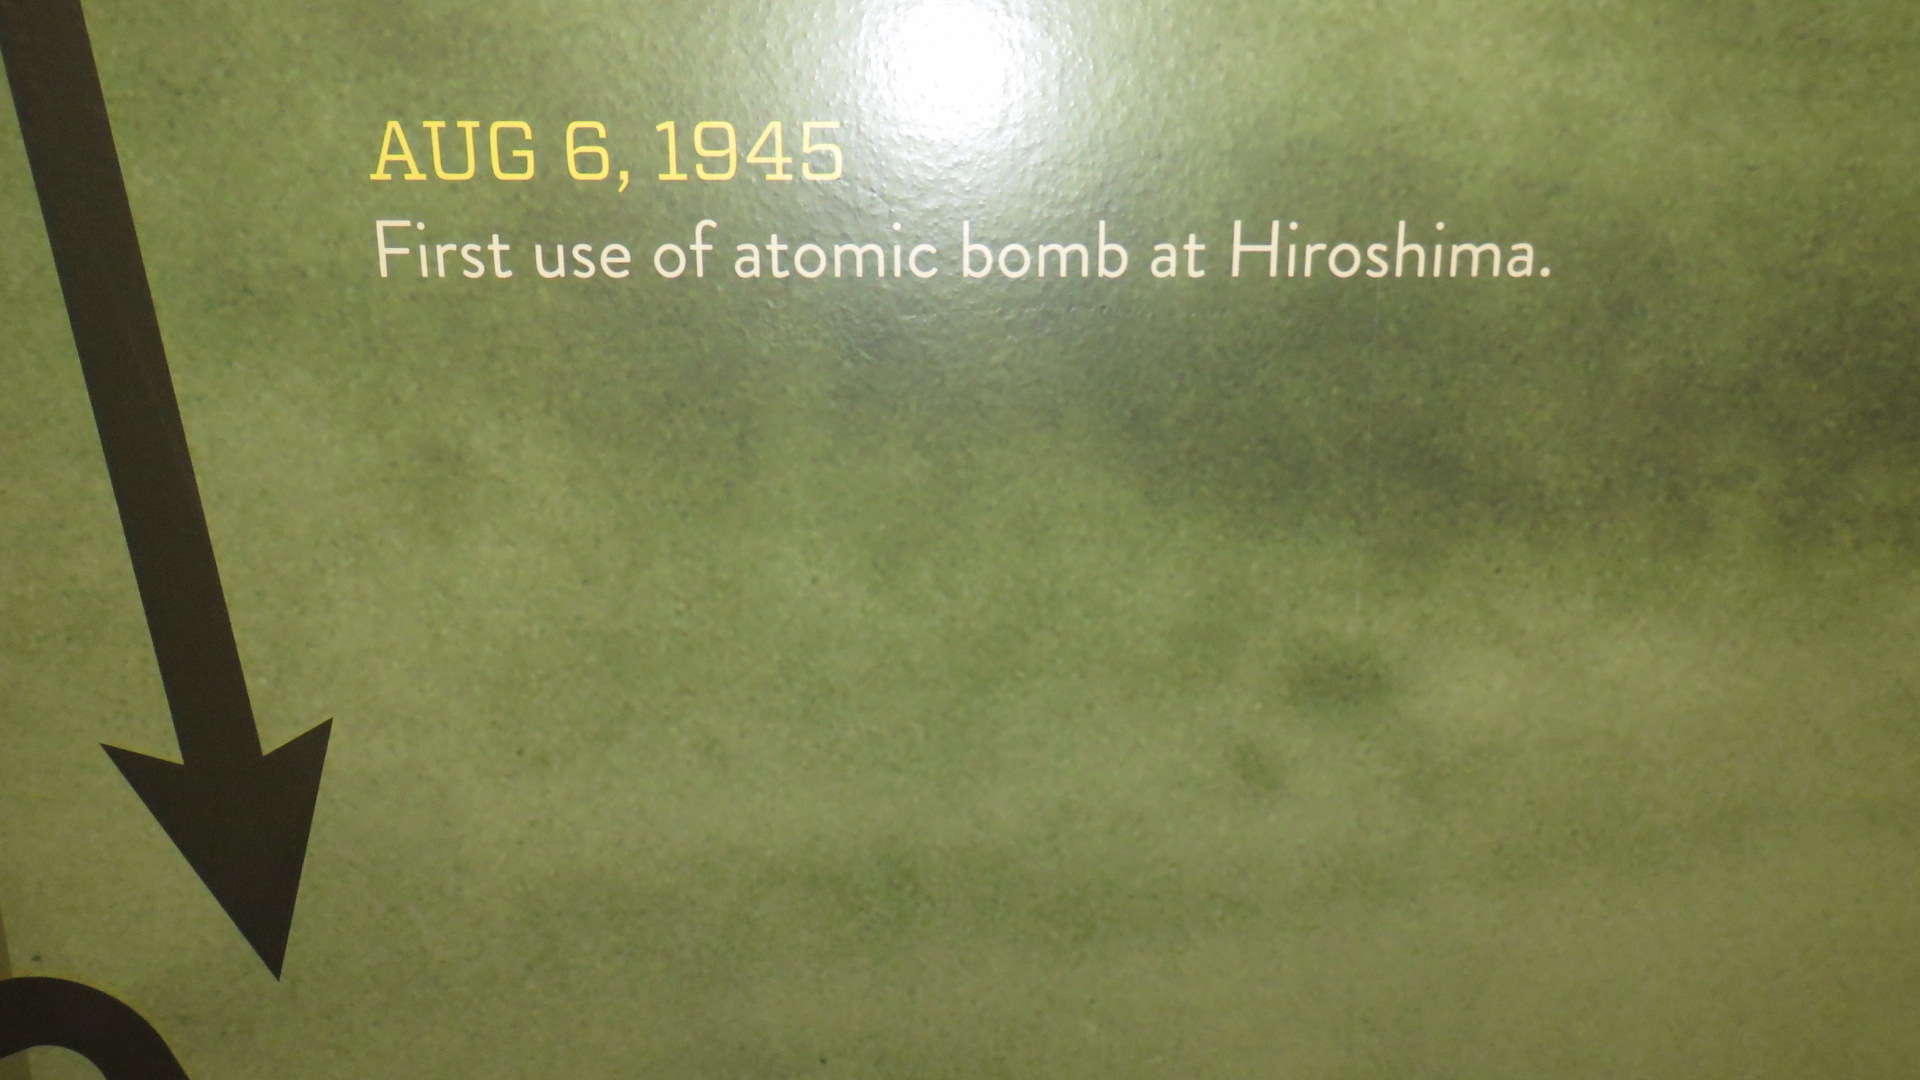 AUG 6, 1945
First use of atomic bomb at Hiroshima.